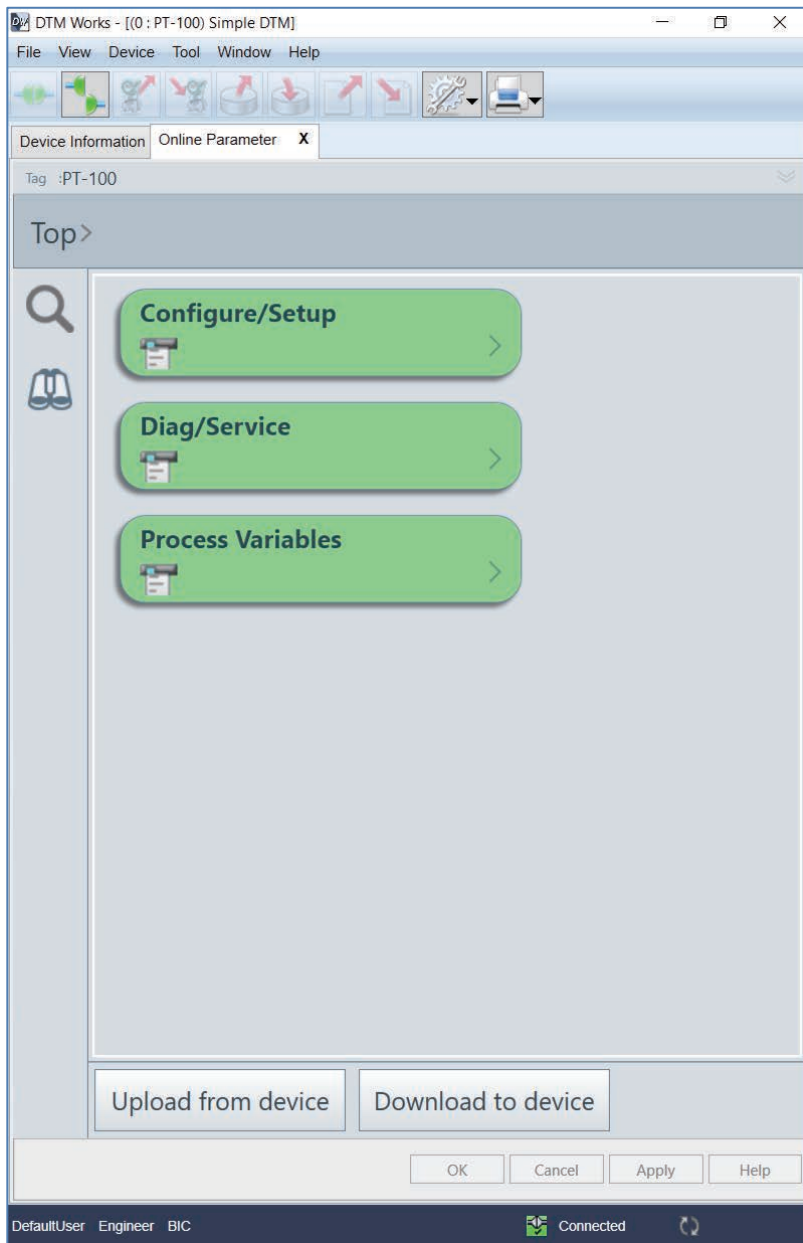 DTM Works - [(0 : PT-100) Simple DTM]
File View Device Tool Window Help
Device Information Online Parameter X
Tag :PT-100
Top>
Configure/Setup
Diag/Service
Process Variables
Upload from device Download to device
OK Cancel Apply Help
DefaultUser Engineer BIC Connected